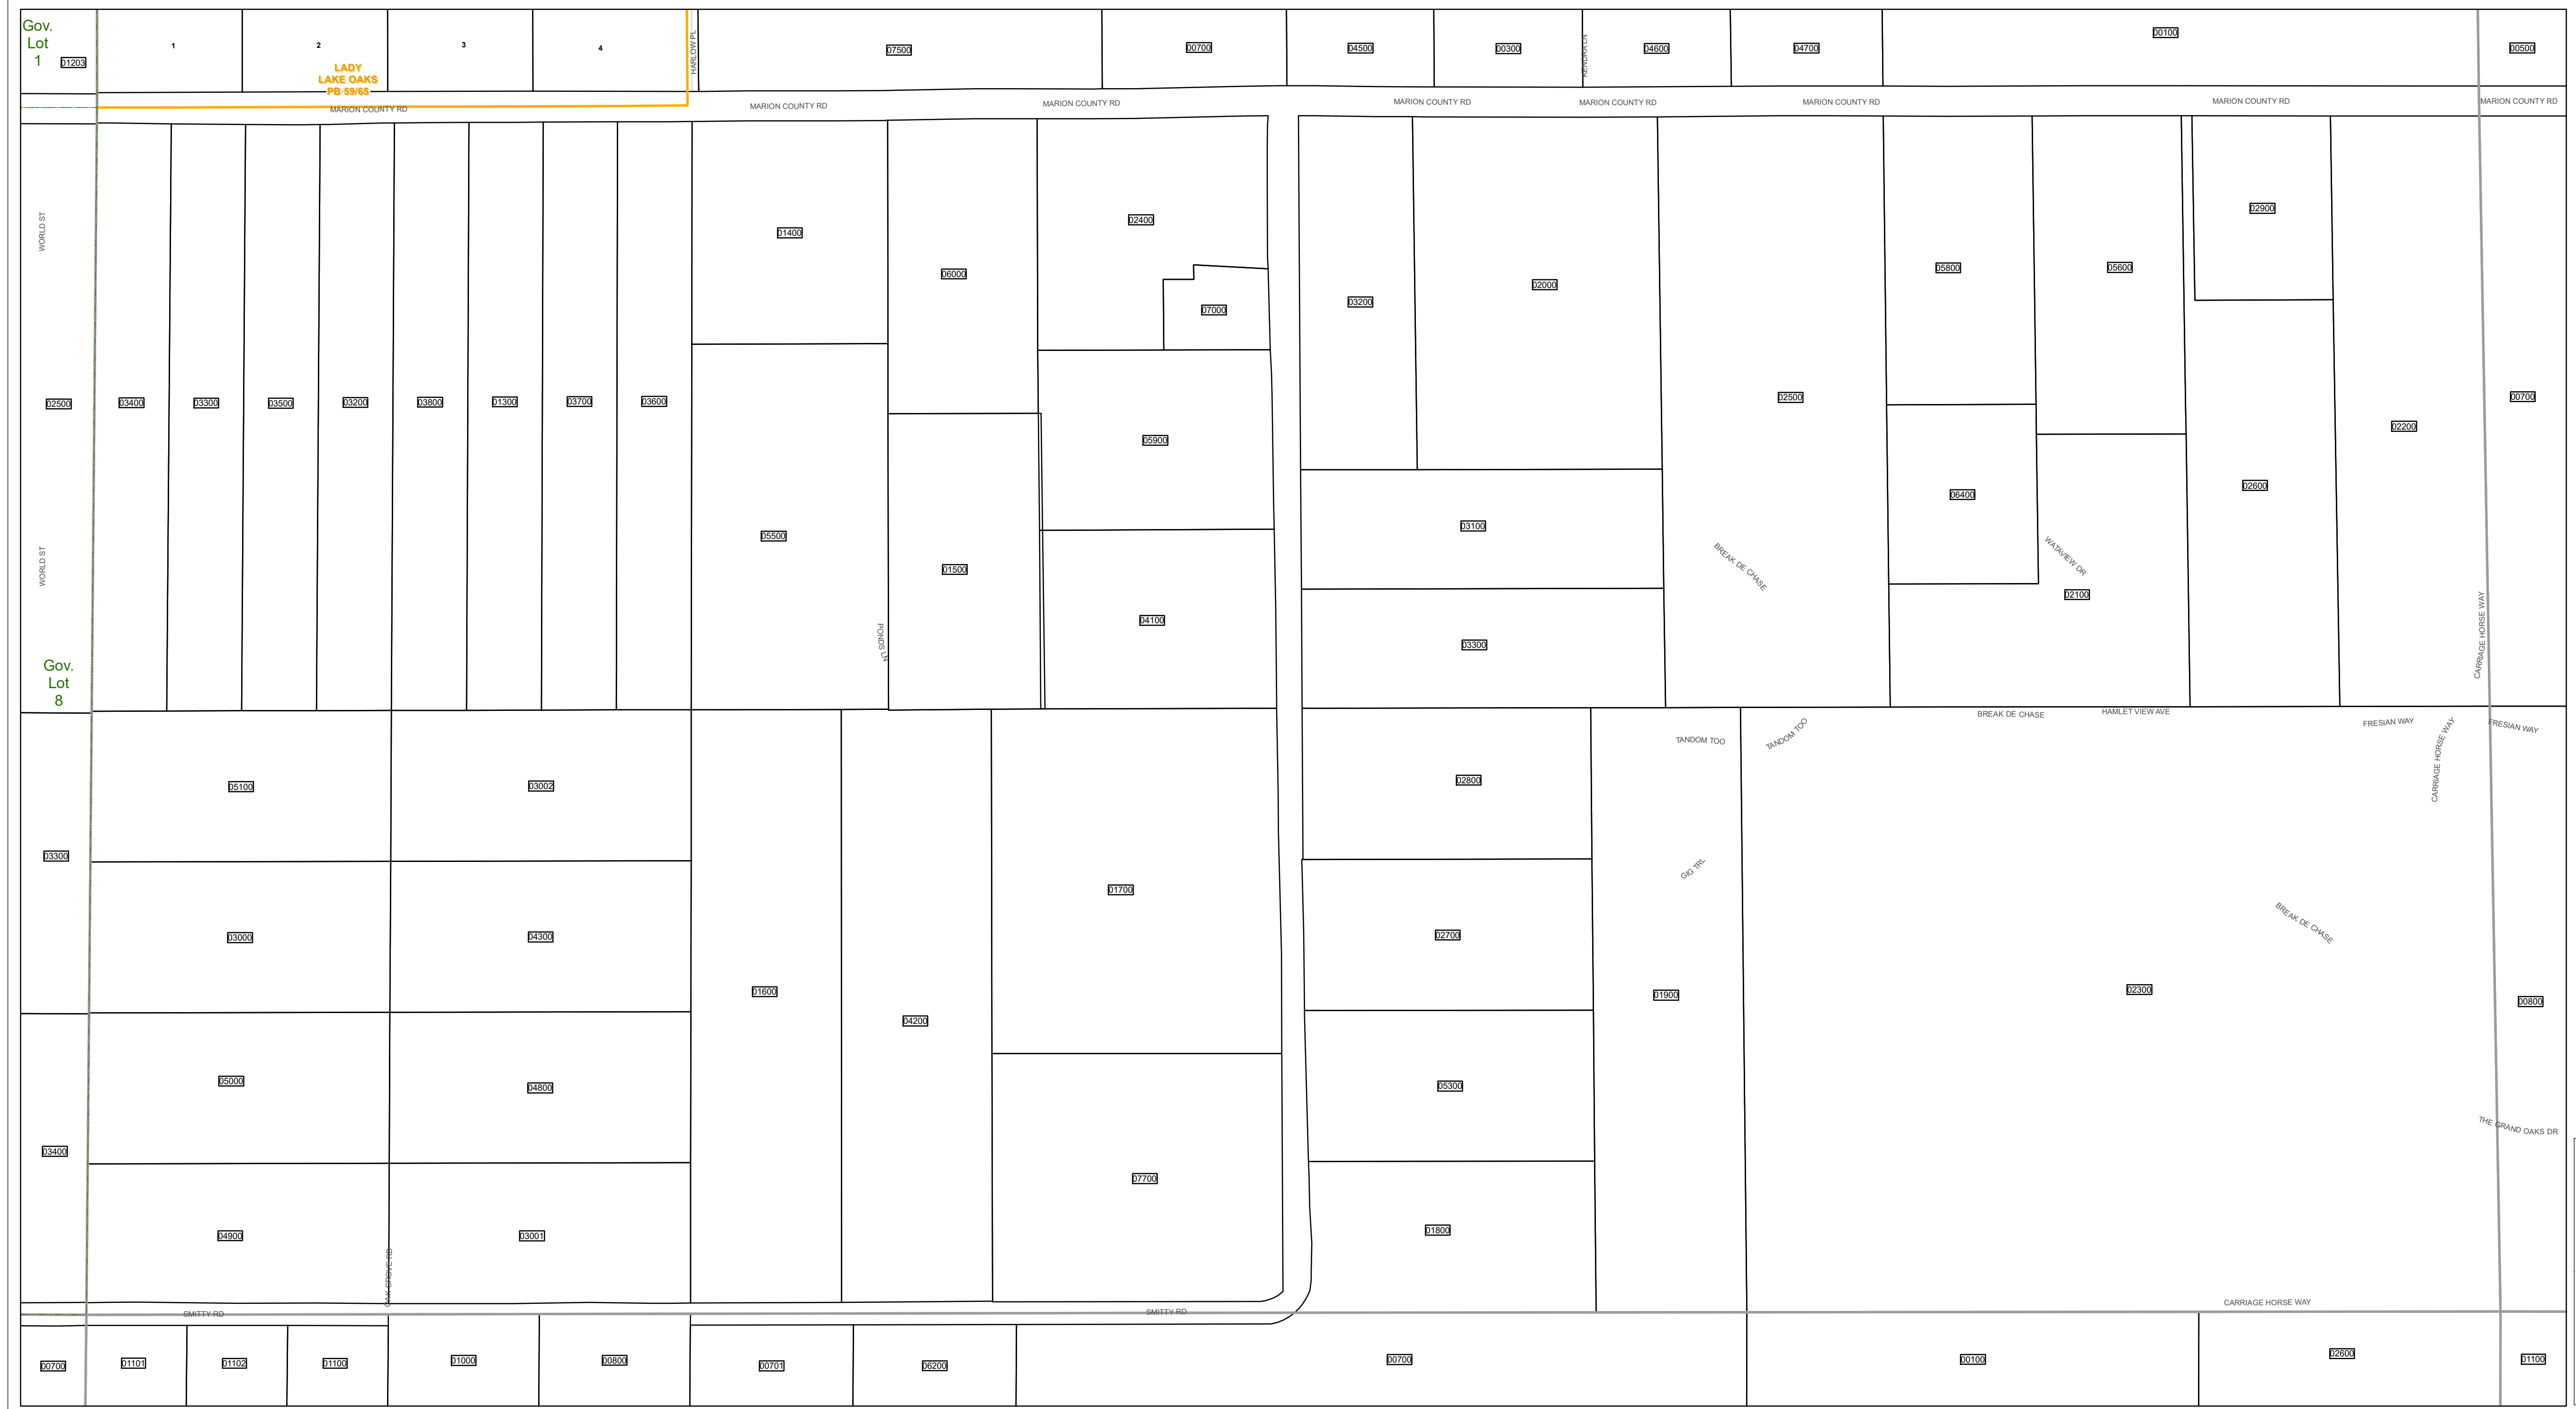 Gov.
Lot
1
01203
1
2
3
4
LADY
LAKE OAKS
PB 59/65
HARLOW PL
07500
00700
04500
00300
KENDRA LN
04600
04700
00100
00500
MARION COUNTY RD
MARION COUNTY RD
MARION COUNTY RD
MARION COUNTY RD
MARION COUNTY RD
MARION COUNTY RD
MARION COUNTY RD
MARION COUNTY RD
WORLD ST
01400
06000
02400
07000
03200
02000
05800
05600
02900
02500
03400
03300
03500
03200
03800
01300
03700
03600
05900
02500
02200
00700
05500
01500
03100
06400
02600
WORLD ST
BREAK DE CHASE
WATAVIEW DR
04100
02100
PONDS LN
03300
CARRIAGE HORSE WAY
Gov.
Lot
8
BREAK DE CHASE
HAMLET VIEW AVE
TANDOM TOO
TANDOM TOO
FRESIAN WAY
FRESIAN WAY
CARRIAGE HORSE WAY
05100
03002
02800
03300
GIG TRL
01700
03000
04300
02700
BREAK DE CHASE
01600
04200
01900
02300
00800
05000
04800
05300
THE GRAND OAKS DR
03400
07700
04900
03001
01800
OAK GROVE RD
SMITTY RD
SMITTY RD
CARRIAGE HORSE WAY
00700
01101
01102
01100
01000
00800
00701
06200
00700
00100
02600
01100